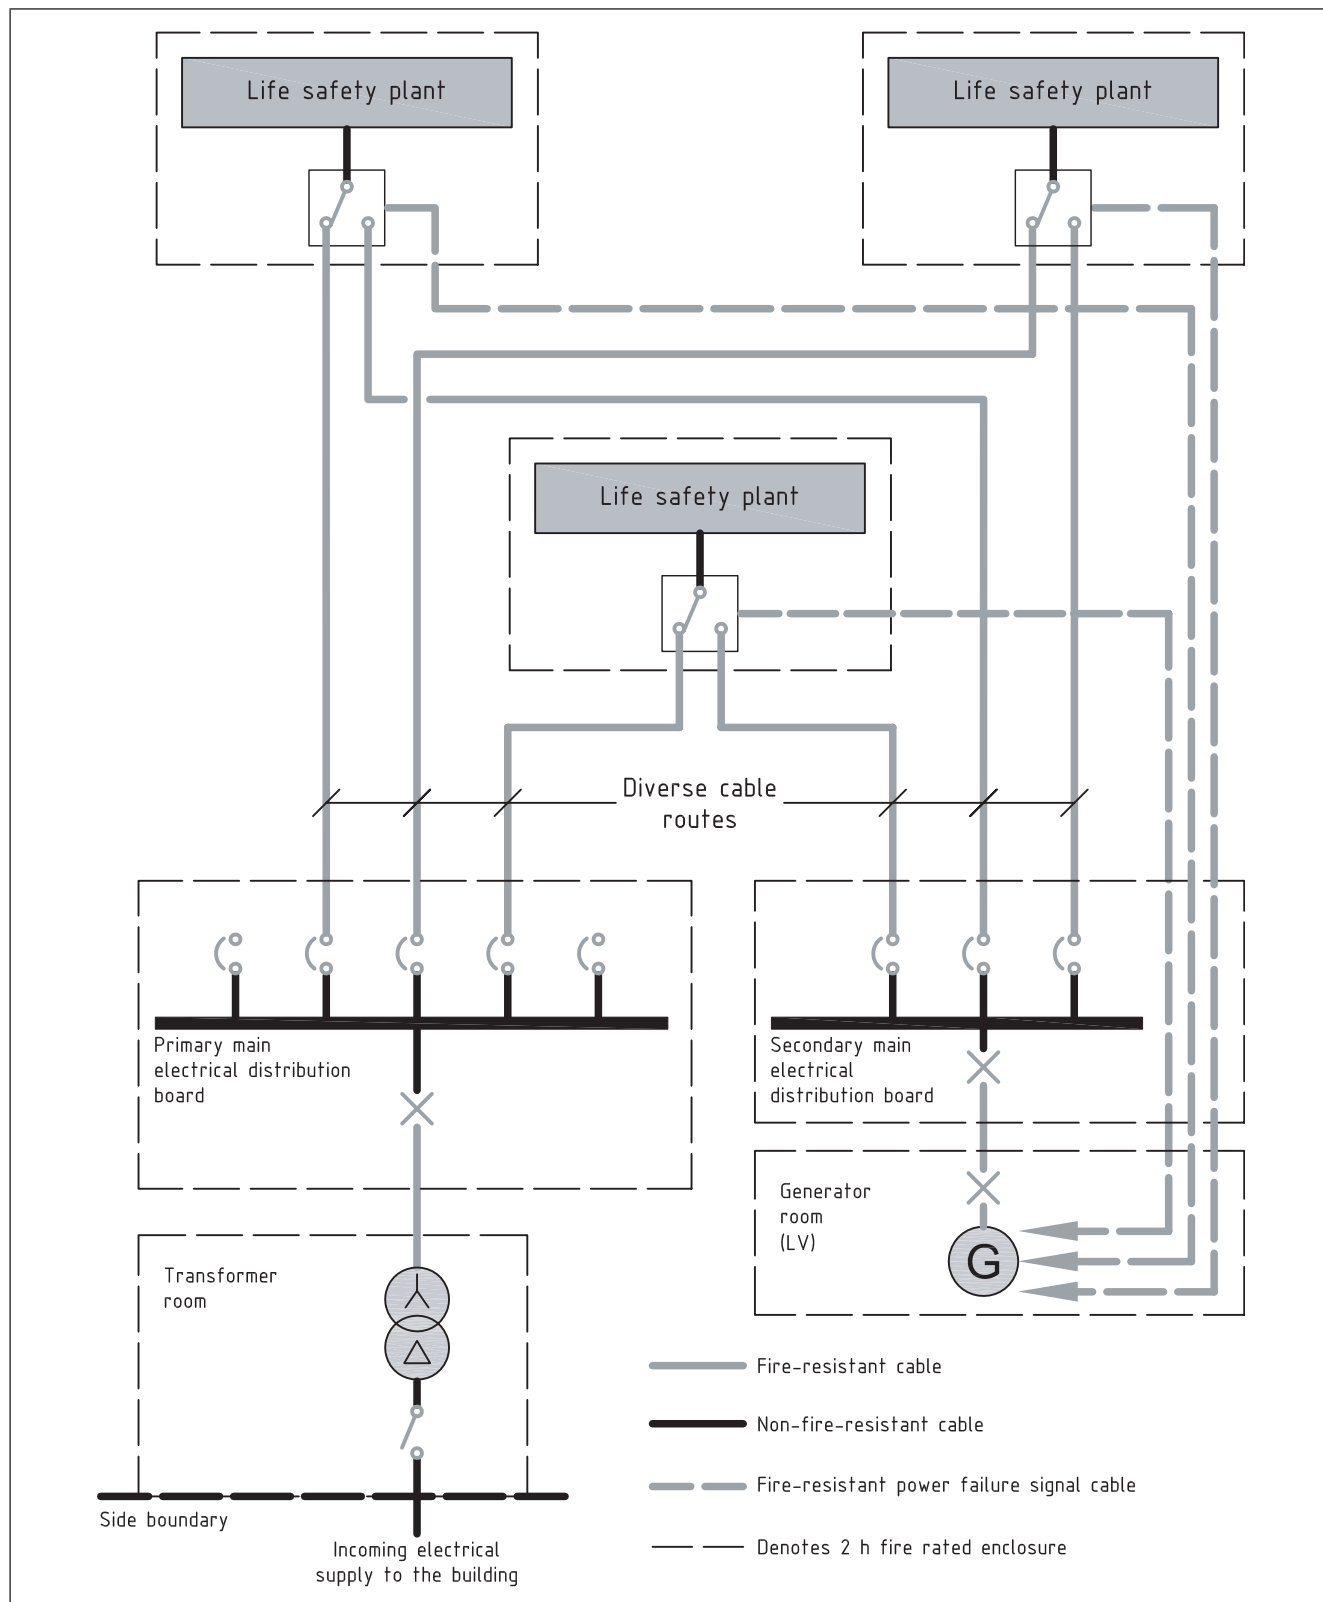 Life safety plant
Life safety plant
Life safety plant
Diverse cable
routes
Primary main
electrical distribution
board
Secondary main
electrical
distribution board
Generator
room
(LV)
G
Transformer
room
Fire-resistant cable
Non-fire-resistant cable
Fire-resistant power failure signal cable
Denotes 2 h fire rated enclosure
Side boundary
Incoming electrical
supply to the building